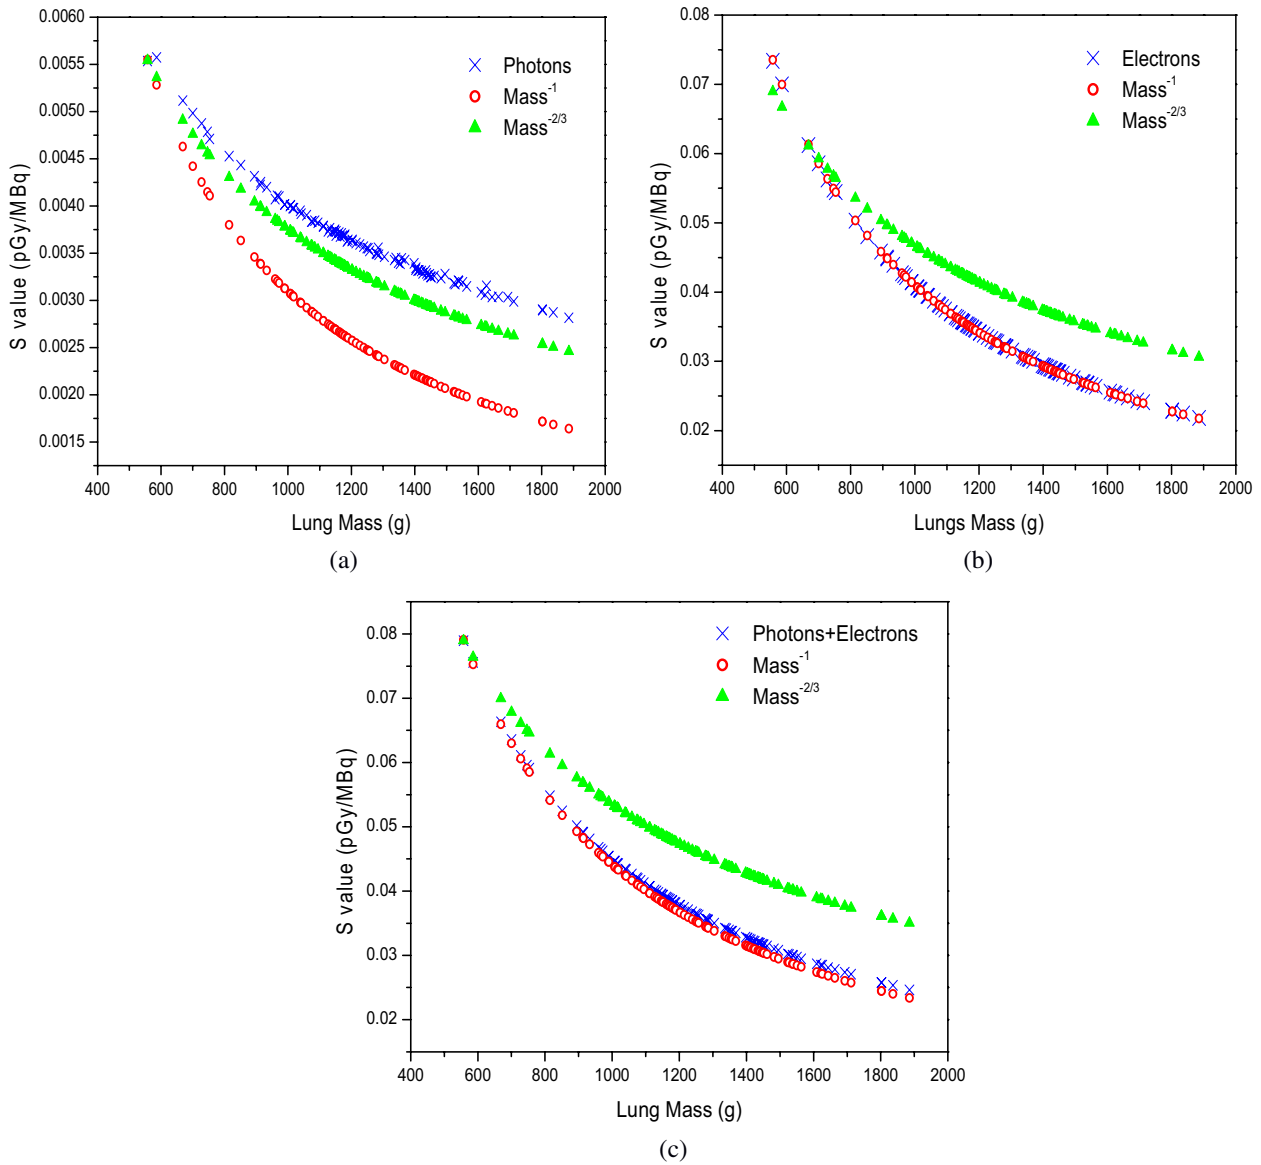 0.0060
0.0055
0.0050
0.0045
0.0040
0.0035
0.0030
0.0025
0.0020
0.0015
S value (pGy/MBq)
Photons
Mass-1
Mass-2/3
400 600 800 1000 1200 1400 1600 1800 2000
Lung Mass (g)
(a)
0.08
0.07
0.06
0.05
0.04
0.03
0.02
S value (pGy/MBq)
Electrons
Mass-1
Mass-2/3
400 600 800 1000 1200 1400 1600 1800 2000
Lungs Mass (g)
(b)
0.08
0.07
0.06
0.05
0.04
0.03
0.02
S value (pGy/MBq)
Photons+Electrons
Mass-1
Mass-2/3
400 600 800 1000 1200 1400 1600 1800 2000
Lung Mass (g)
(c)